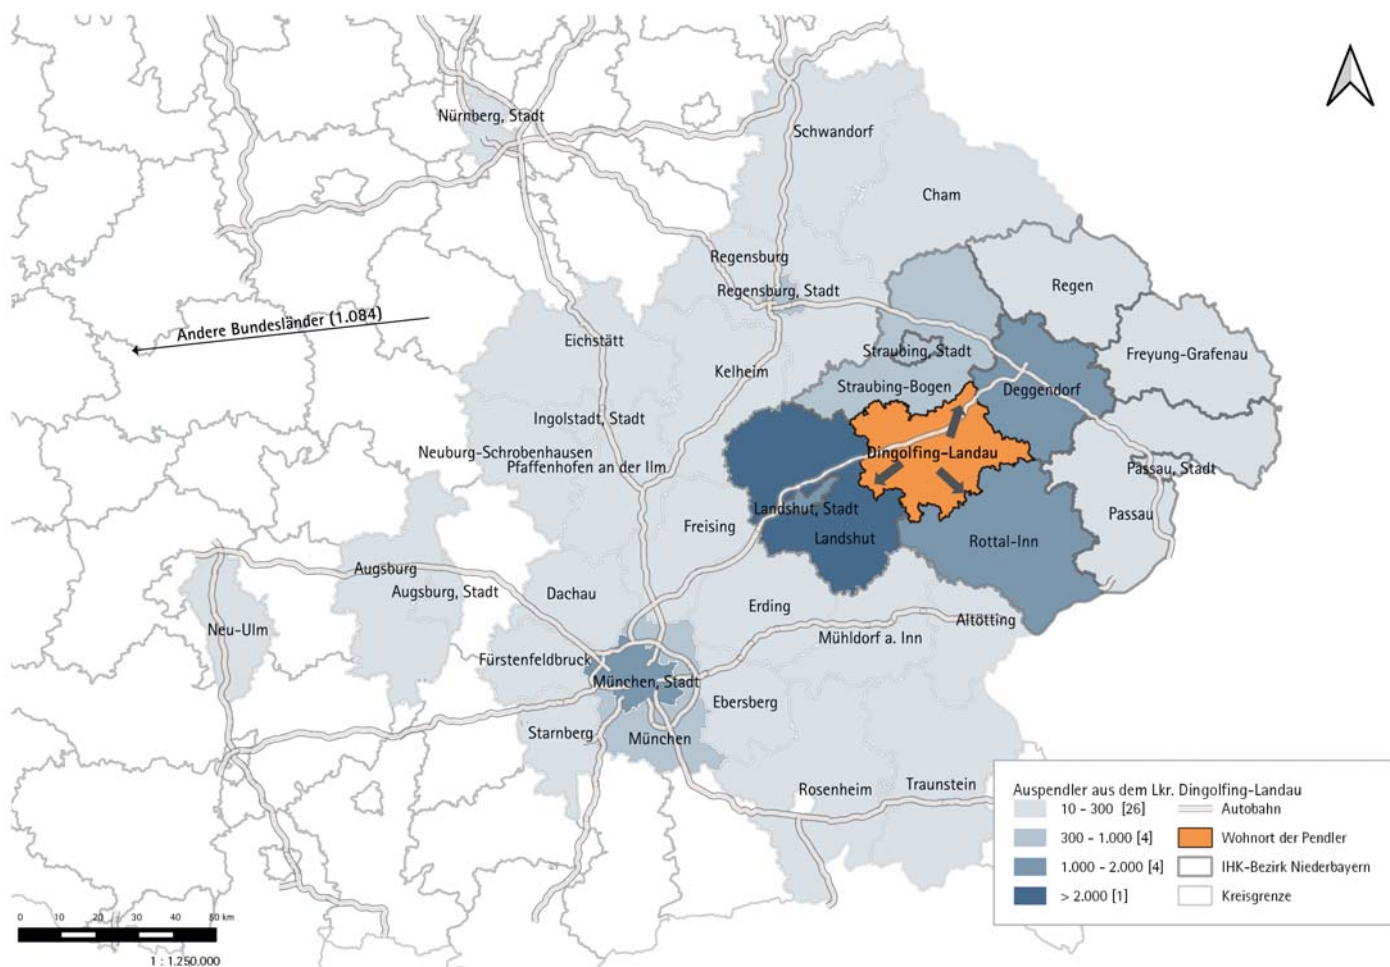 Nürnberg, Stadt
Schwandorf
Cham
Regensburg
Regensburg, Stadt
Regen
Andere Bundesländer (1.084)
Eichstätt
Straubing, Stadt
Freyung-Grafenau
Kelheim
Straubing-Bogen
Deggendorf
Ingolstadt, Stadt
Neuburg-Schrobenhausen
Dingolfing-Landau
Pfaffenhofen an der Ilm
Passau, Stadt
Landshut, Stadt
Passau
Freising
Landshut
Rottal-Inn
Augsburg
Augsburg, Stadt
Dachau
Erding
Altötting
Neu-Ulm
Mühldorf a. Inn
Fürstenfeldbruck
München, Stadt
Ebersberg
Starnberg
München
Rosenheim
Traunstein
Auspendler aus dem Lkr. Dingolfing-Landau
10 - 300 [26]
Autobahn
300 - 1.000 [4]
Wohnort der Pendler
1.000 - 2.000 [4]
IHK-Bezirk Niederbayern
> 2.000 [1]
Kreisgrenze
0 10 20 30 40 50 km
1 : 1.250.000